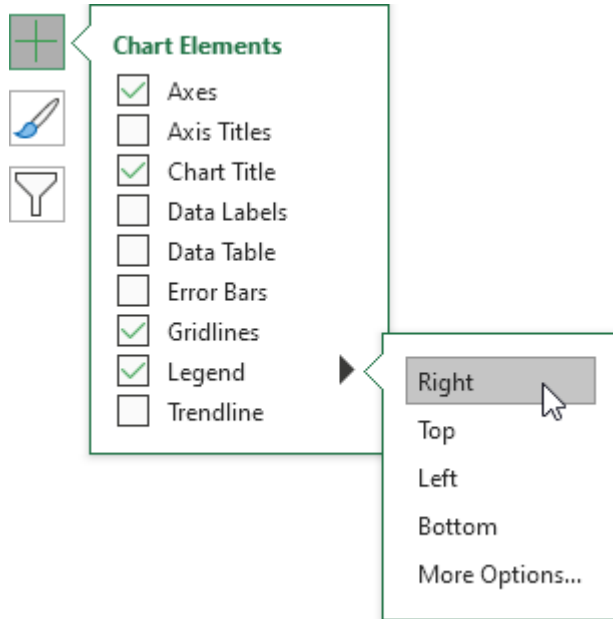 Chart Elements
Axes
Axis Titles
Chart Title
Data Labels
Data Table
Error Bars
Gridlines
Legend
Trendline
Right
Top
Left
Bottom
More Options...